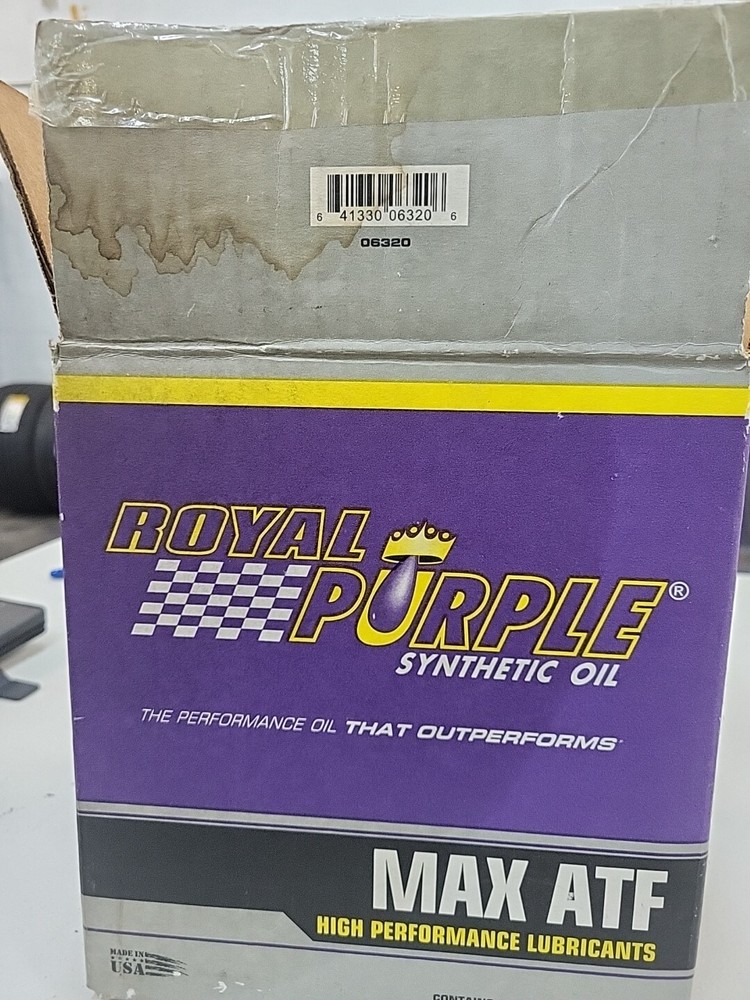 6 41330 06320 6
06320
ROYAL
PURPLE®
SYNTHETIC OIL
THE PERFORMANCE OIL THAT OUTPERFORMS
MAX ATF
HIGH PERFORMANCE LUBRICANTS
MADE IN
USA